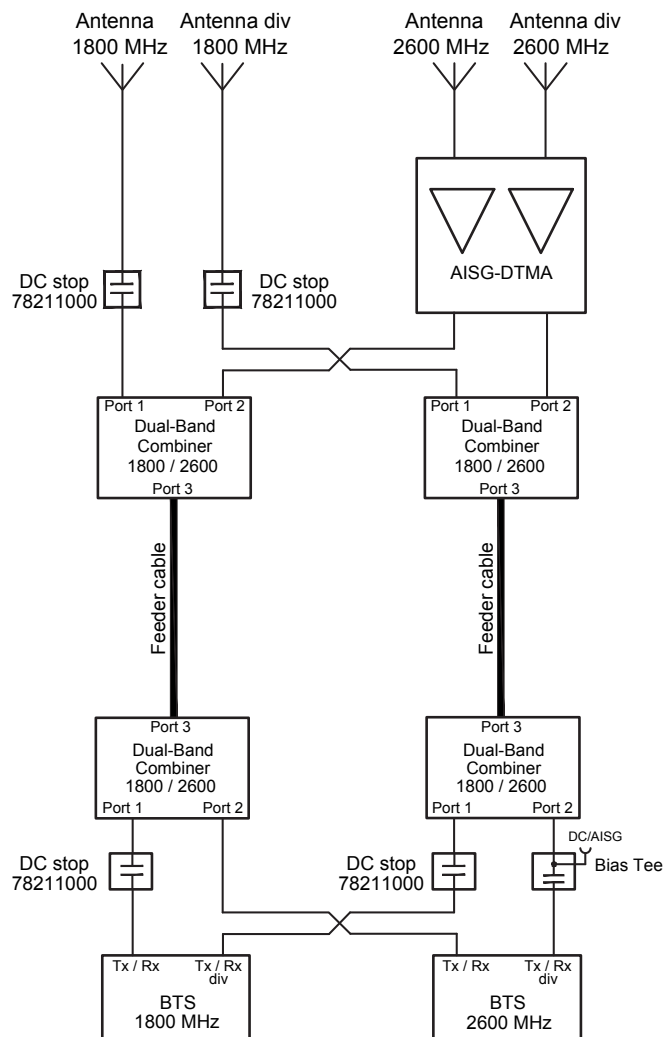 Antenna
1800 MHz
Antenna div
1800 MHz
Antenna
2600 MHz
Antenna div
2600 MHz
AISG-DTMA
DC stop
78211000
DC stop
78211000
Port 1
Port 2
Dual-Band
Combiner
1800 / 2600
Port 3
Port 1
Port 2
Dual-Band
Combiner
1800 / 2600
Port 3
Feeder cable
Feeder cable
Port 3
Dual-Band
Combiner
1800 / 2600
Port 1
Port 2
Port 3
Dual-Band
Combiner
1800 / 2600
Port 1
Port 2
DC stop
78211000
DC stop
78211000
DC/AISG
Bias Tee
Tx / Rx
Tx / Rx
div
BTS
1800 MHz
Tx / Rx
Tx / Rx
div
BTS
2600 MHz